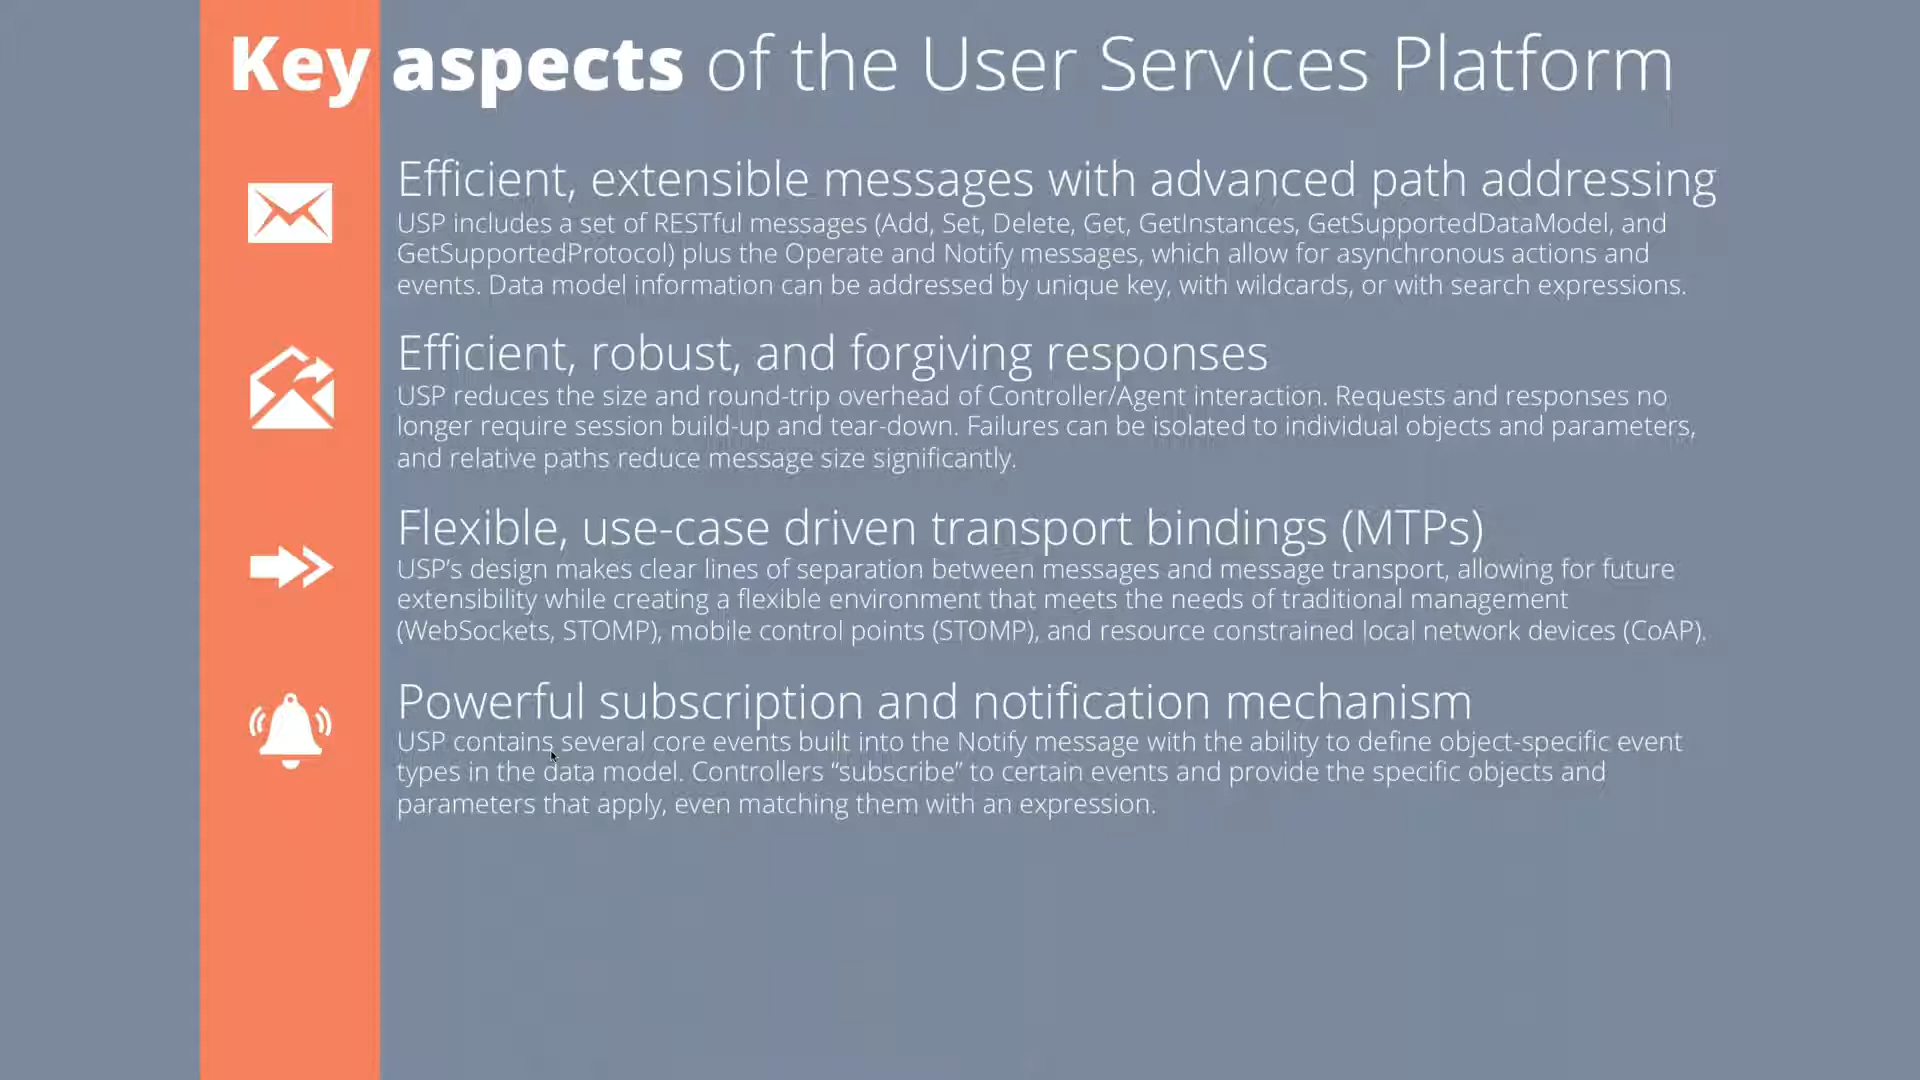 Key aspects of the User Services Platform
Efficient, extensible messages with advanced path addressing
USP includes a set of RESTful messages (Add, Set, Delete, Get, GetInstances, GetSupportedDataModel, and
GetSupportedProtocol) plus the Operate and Notify messages, which allow for asynchronous actions and
events. Data model information can be addressed by unique key, with wildcards, or with search expressions.
Efficient, robust, and forgiving responses
USP reduces the size and round-trip overhead of Controller/Agent interaction. Requests and responses no
longer require session build-up and tear-down. Failures can be isolated to individual objects and parameters,
and relative paths reduce message size significantly.
Flexible, use-case driven transport bindings (MTPs)
USP’s design makes clear lines of separation between messages and message transport, allowing for future
extensibility while creating a flexible environment that meets the needs of traditional management
(WebSockets, STOMP), mobile control points (STOMP), and resource constrained local network devices (CoAP).
Powerful subscription and notification mechanism
USP contains several core events built into the Notify message with the ability to define object-specific event
types in the data model. Controllers “subscribe” to certain events and provide the specific objects and
parameters that apply, even matching them with an expression.